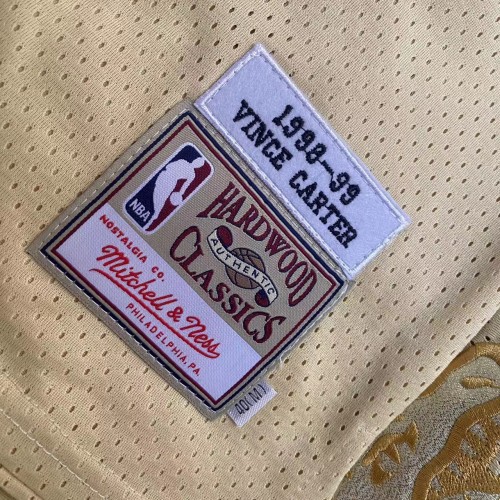 1998-99
VINCE CARTER
NBA
HARDWOOD
AUTHENTIC
CLASSICS
NOSTALGIA CO.
Mitchell & Ness
PHILADELPHIA, PA.
40(M)